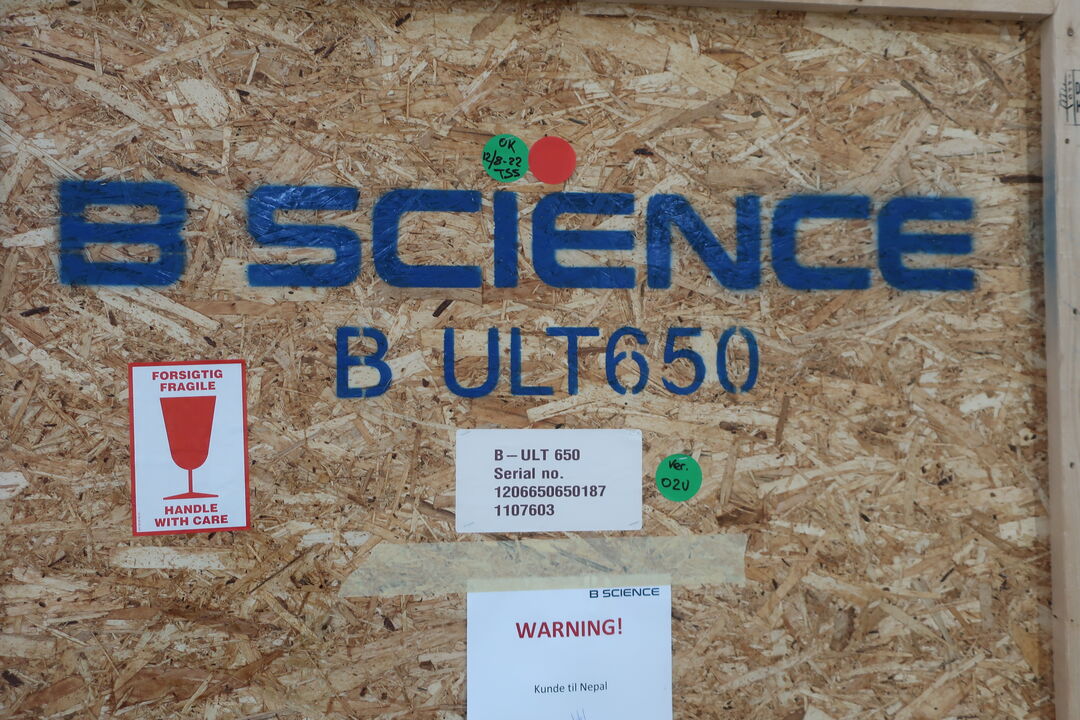 OK
12/8-22
TSS
B SCIENCE
B ULT650
FORSIGTIG
FRAGILE
HANDLE
WITH CARE
B–ULT 650
Serial no.
1206650650187
1107603
Ver.
02V
B SCIENCE
WARNING!
Kunde til Nepal